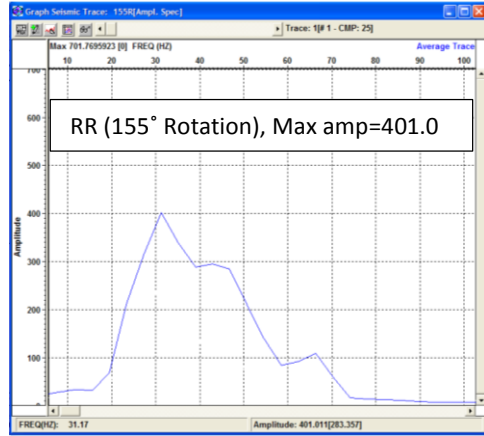 Graph Seismic Trace: 155R[Ampl. Spec]
Trace: 1[# 1 - CMP: 25]
Max 701.7695923 [0] FREQ (HZ) Average Trace
10 20 30 40 50 60 70 80 90 100
700
RR (155˚ Rotation), Max amp=401.0
600
500
400
Amplitude
300
200
100
0
FREQ(HZ): 31.17 Amplitude: 401.011[283.357]